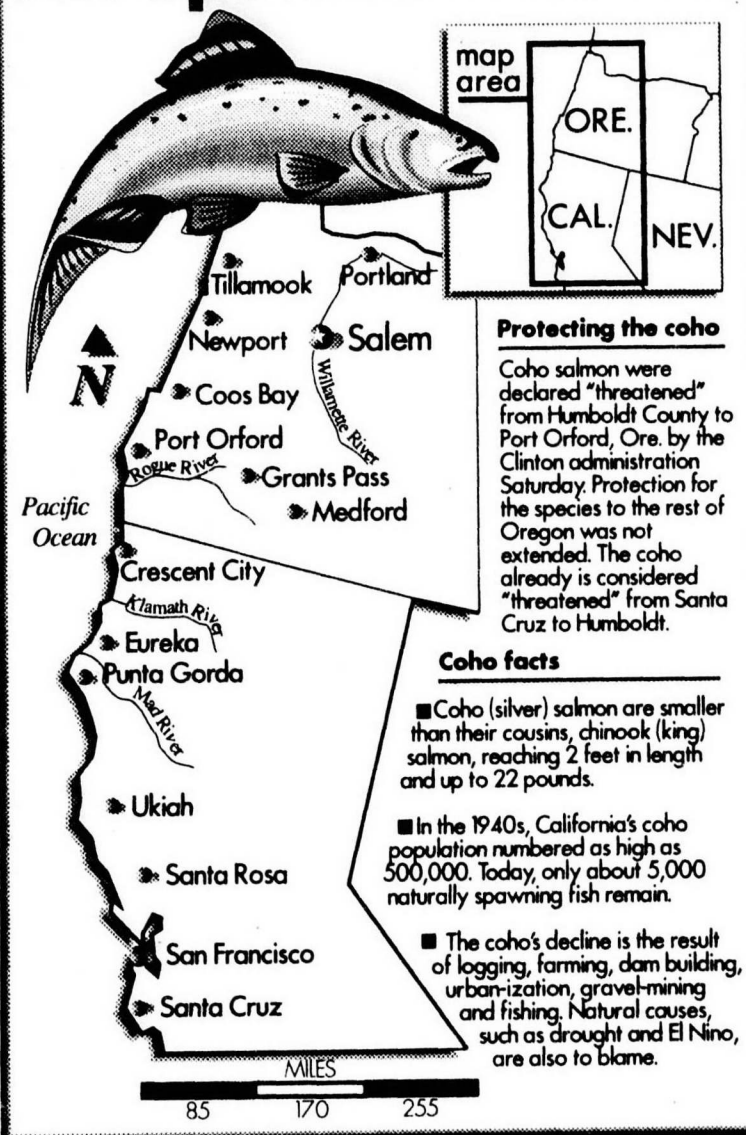 map
area
ORE.
CAL.
NEV.
Tillamook
Portland
Newport
Salem
N
Willamette River
Coos Bay
Port Orford
Rogue River
Grants Pass
Medford
Pacific
Ocean
Crescent City
Klamath River
Eureka
Punta Gorda
Mad River
Ukiah
Santa Rosa
San Francisco
Santa Cruz
MILES
85 170 255
Protecting the coho
Coho salmon were
declared "threatened"
from Humboldt County to
Port Orford, Ore. by the
Clinton administration
Saturday. Protection for
the species to the rest of
Oregon was not
extended. The coho
already is considered
"threatened" from Santa
Cruz to Humboldt.
Coho facts
■ Coho (silver) salmon are smaller
than their cousins, chinook (king)
salmon, reaching 2 feet in length
and up to 22 pounds.
■ In the 1940s, California's coho
population numbered as high as
500,000. Today, only about 5,000
naturally spawning fish remain.
■ The coho's decline is the result
of logging, farming, dam building,
urban-ization, gravel-mining
and fishing. Natural causes,
such as drought and El Nino,
are also to blame.